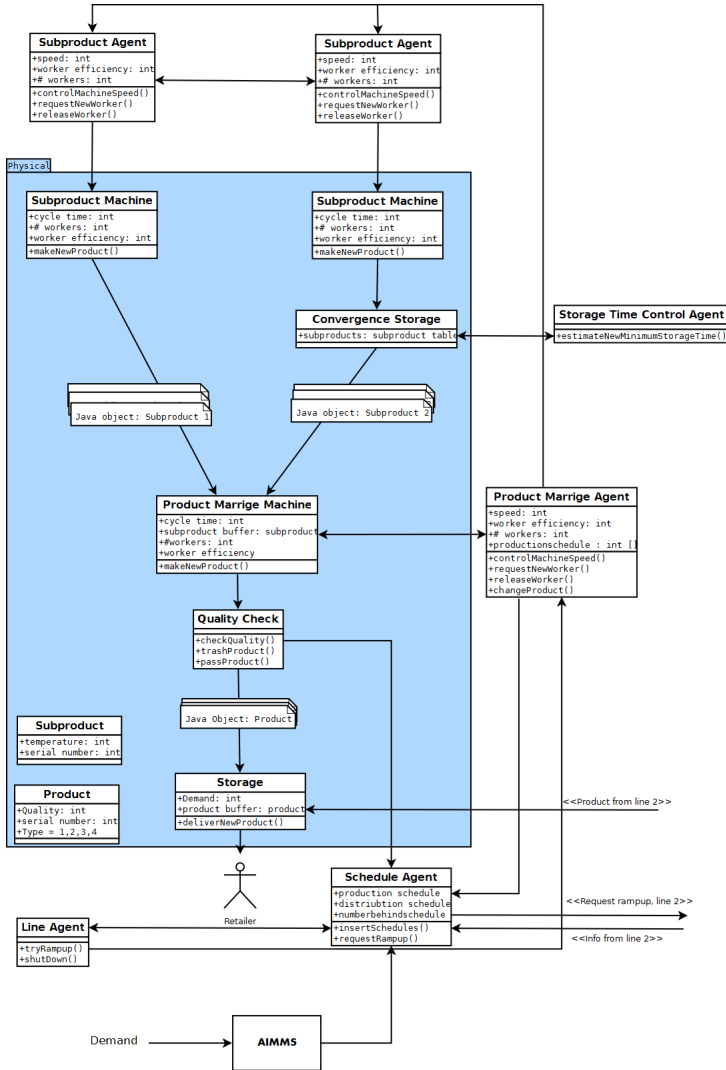 Subproduct Agent
+speed: int
+worker efficiency: int
+# workers: int
+controlMachineSpeed()
+requestNewWorker()
+releaseWorker()
Subproduct Agent
+speed: int
+worker efficiency: int
+# workers: int
+controlMachineSpeed()
+requestNewWorker()
+releaseWorker()
Physical
Subproduct Machine
+cycle time: int
+# workers: int
+worker efficiency: int
+makeNewProduct()
Subproduct Machine
+cycle time: int
+# workers: int
+worker efficiency: int
+makeNewProduct()
Convergence Storage
+subproducts: subproduct table
Storage Time Control Agent
+estimateNewMinimumStorageTime()
Java object: Subproduct 1
Java object: Subproduct 2
Product Marrige Machine
+cycle time: int
+subproduct buffer: subproduct
+#workers: int
+worker efficiency
+makeNewProduct()
Product Marrige Agent
+speed: int
+worker efficiency: int
+# workers: int
+productionschedule : int []
+controlMachineSpeed()
+requestNewWorker()
+releaseWorker()
+changeProduct()
Quality Check
+checkQuality()
+trashProduct()
+passProduct()
Java Object: Product
Subproduct
+temperature: int
+serial number: int
Product
+Quality: int
+serial number: int
+Type = 1,2,3,4
Storage
+Demand: int
+product buffer: product
+deliverNewProduct()
<<Product from line 2>>
Retailer
Schedule Agent
+production schedule
+distriubtion schedule
+numberbehindschedule
+insertSchedules()
+requestRampup()
<<Request rampup, line 2>>
<<Info from line 2>>
Line Agent
+tryRampup()
+shutDown()
Demand
AIMMS